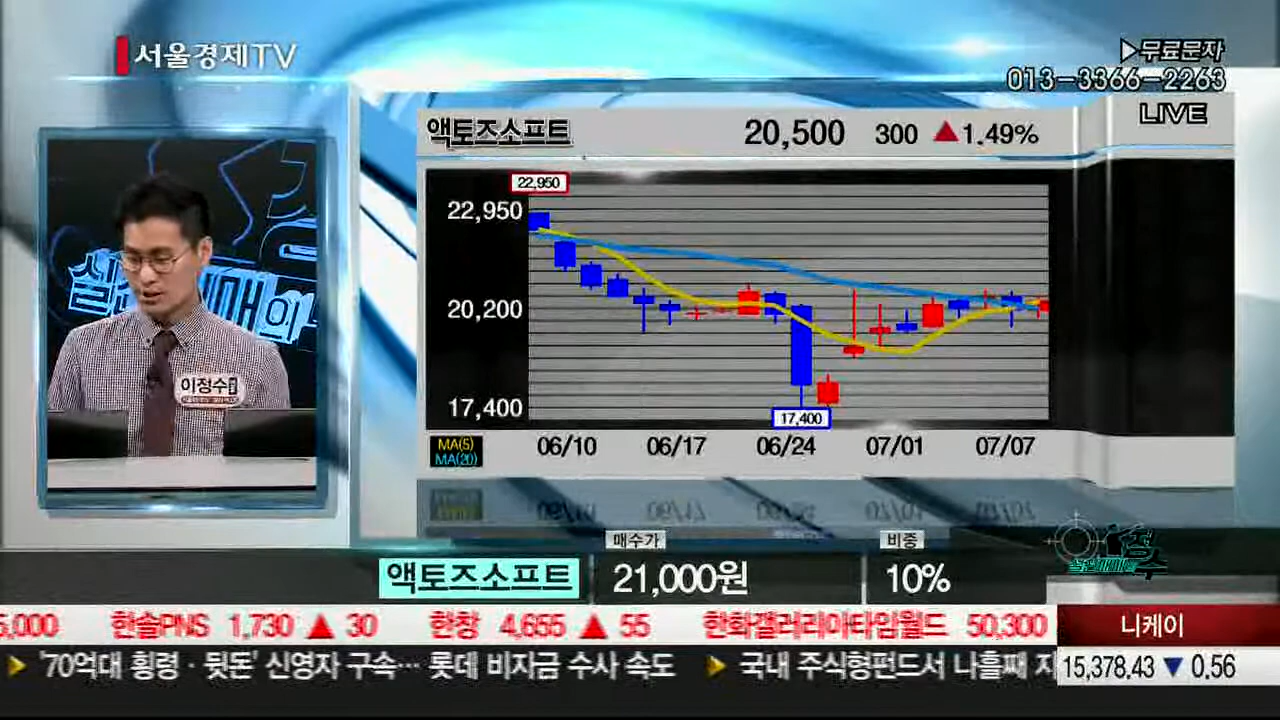 서울경제TV
▶무료문자
013-3366-2263
LIVE
액토즈소프트 20,500 300 ▲1.49%
22,950
22,950
20,200
17,400
17,400
MA(5)
MA(20)
06/10 06/17 06/24 07/01 07/07
이정수
매수가 비중
액토즈소프트 21,000원 10%
5,000 한솔PNS 1,730 ▲ 30 한창 4,655 ▲ 55 한화갤러리아타임월드 50,300
니케이
▶ '70억대 횡령·뒷돈' 신영자 구속… 롯데 비자금 수사 속도 ▶ 국내 주식형펀드서 나흘째
15,378.43 ▼ 0.56